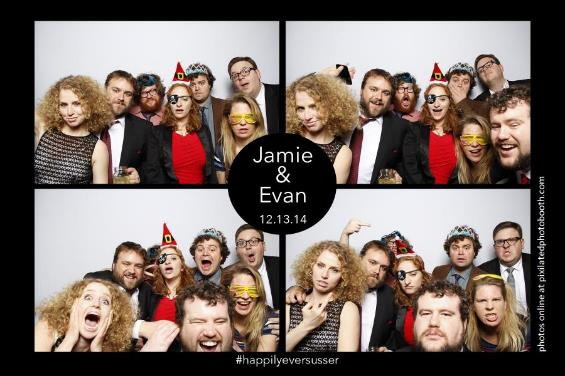 Jamie
&
Evan
12.13.14
#happilyeversusser
photos online at pixilatedphotobooth.com